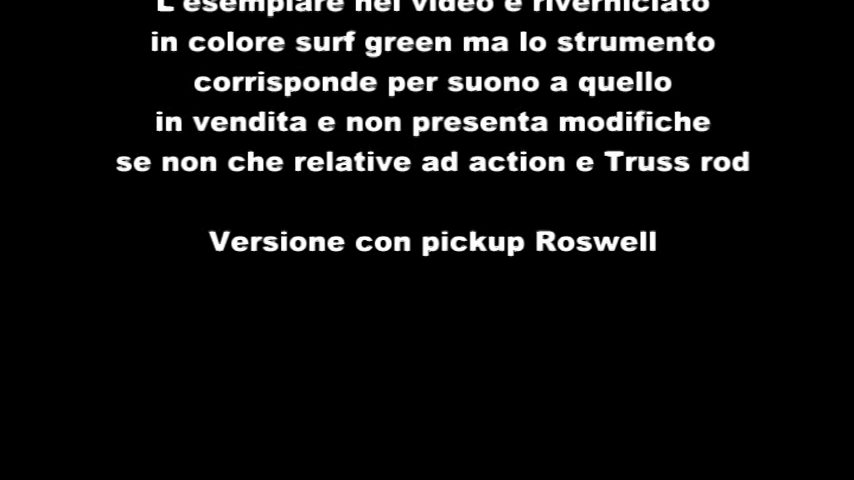 L'esemplare nel video è riverniciato
in colore surf green ma lo strumento
corrisponde per suono a quello
in vendita e non presenta modifiche
se non che relative ad action e Truss rod
Versione con pickup Roswell